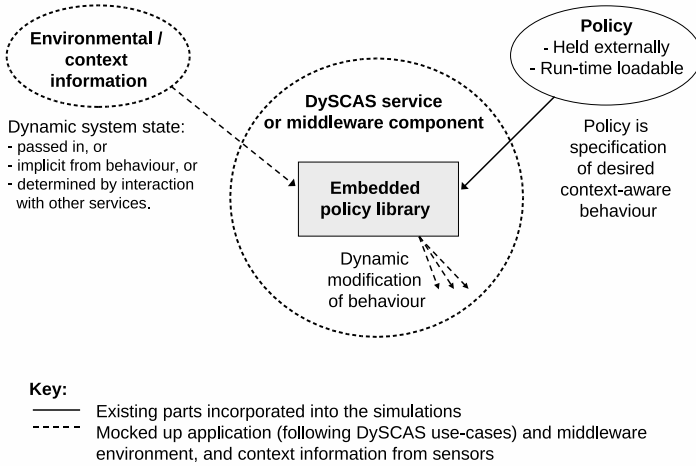 Environmental /
context
information
Policy
- Held externally
- Run-time loadable
DySCAS service
or middleware component
Dynamic system state:
- passed in, or
- implicit from behaviour, or
- determined by interaction
with other services.
Policy is
specification
of desired
context-aware
behaviour
Embedded
policy library
Dynamic
modification
of behaviour
Key:
Existing parts incorporated into the simulations
Mocked up application (following DySCAS use-cases) and middleware
environment, and context information from sensors